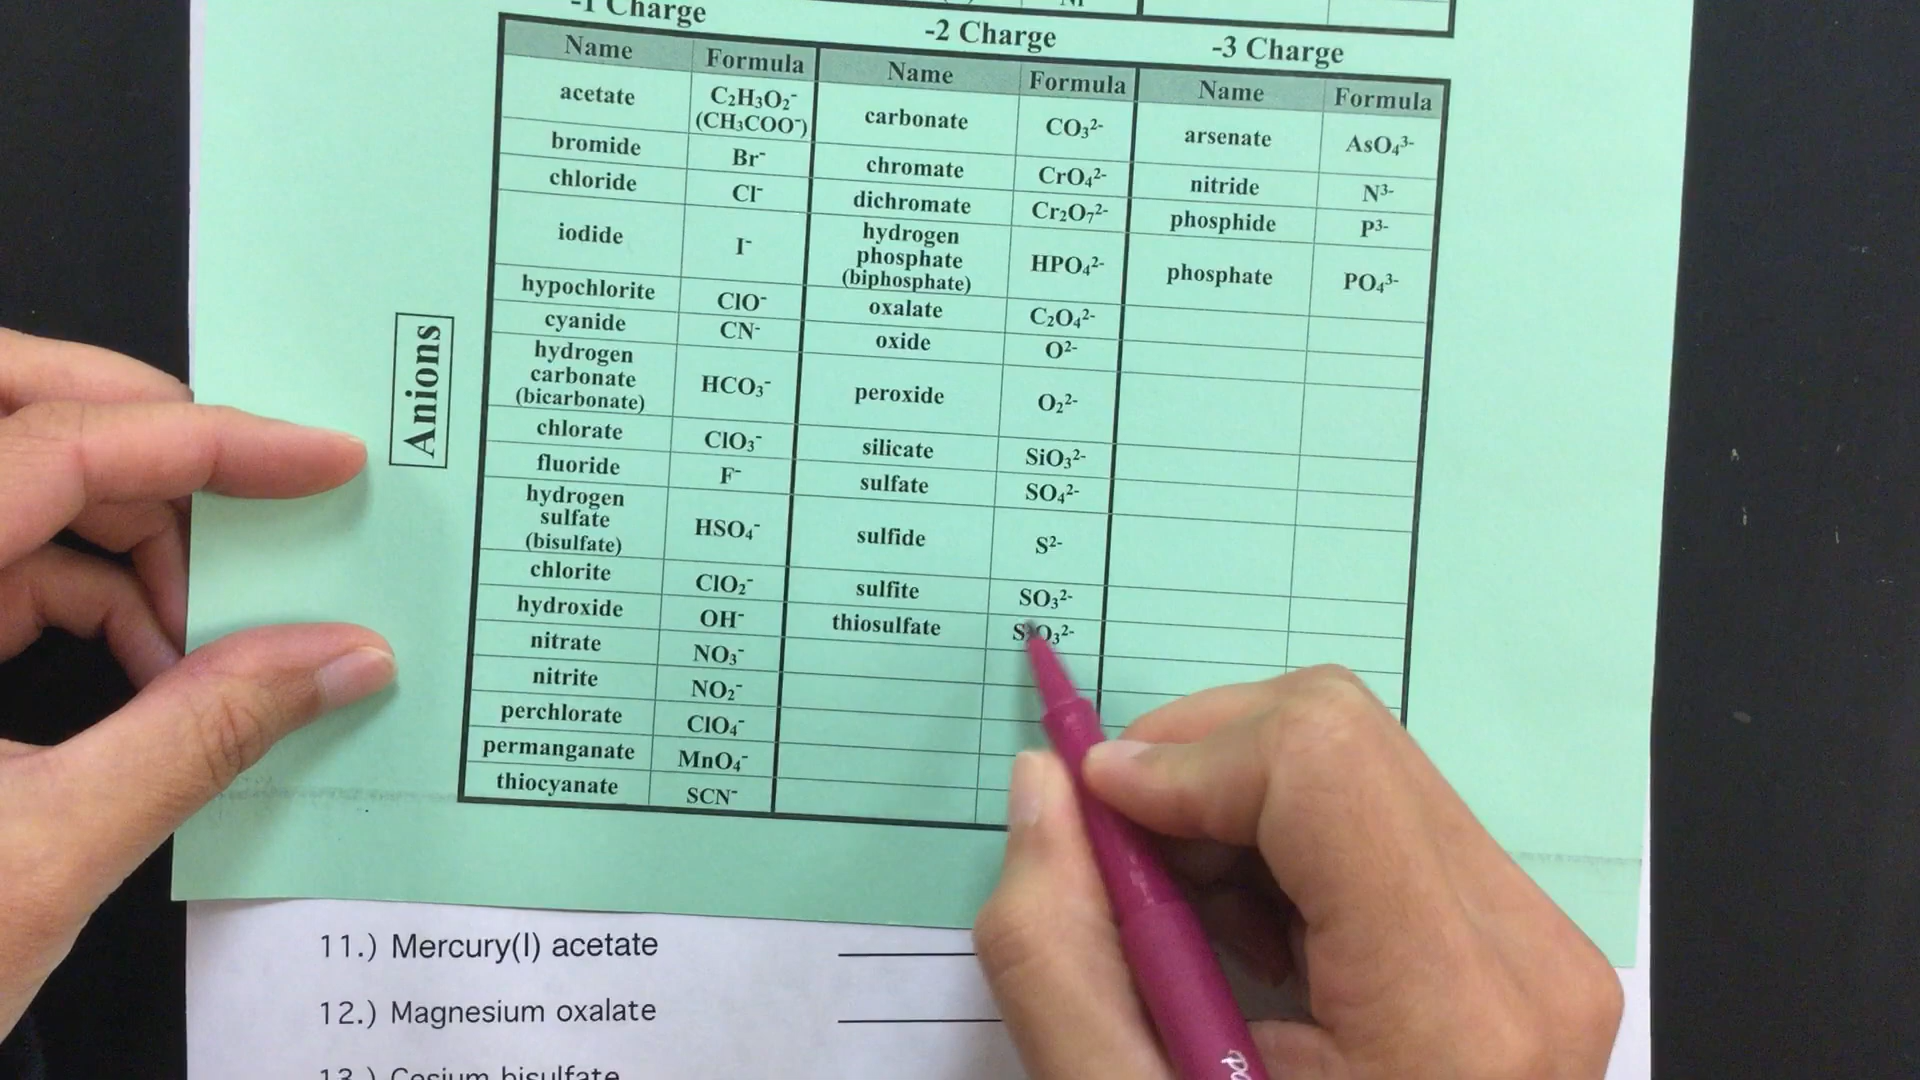 -1 Charge
-2 Charge
-3 Charge
Name Formula Name Formula Name Formula
acetate C₂H₃O₂⁻ (CH₃COO⁻) carbonate CO₃²⁻ arsenate AsO₄³⁻
bromide Br⁻ chromate CrO₄²⁻ nitride N³⁻
chloride Cl⁻ dichromate Cr₂O₇²⁻ phosphide P³⁻
iodide I⁻ hydrogen phosphate (biphosphate) HPO₄²⁻ phosphate PO₄³⁻
hypochlorite ClO⁻ oxalate C₂O₄²⁻
cyanide CN⁻ oxide O²⁻
hydrogen carbonate (bicarbonate) HCO₃⁻ peroxide O₂²⁻
chlorate ClO₃⁻ silicate SiO₃²⁻
fluoride F⁻ sulfate SO₄²⁻
hydrogen sulfate (bisulfate) HSO₄⁻ sulfide S²⁻
chlorite ClO₂⁻ sulfite SO₃²⁻
hydroxide OH⁻ thiosulfate
nitrate NO₃⁻
nitrite NO₂⁻
perchlorate ClO₄⁻
permanganate MnO₄⁻
thiocyanate SCN⁻
Anions
11.) Mercury(I) acetate
12.) Magnesium oxalate
13.) Cesium bisulfate